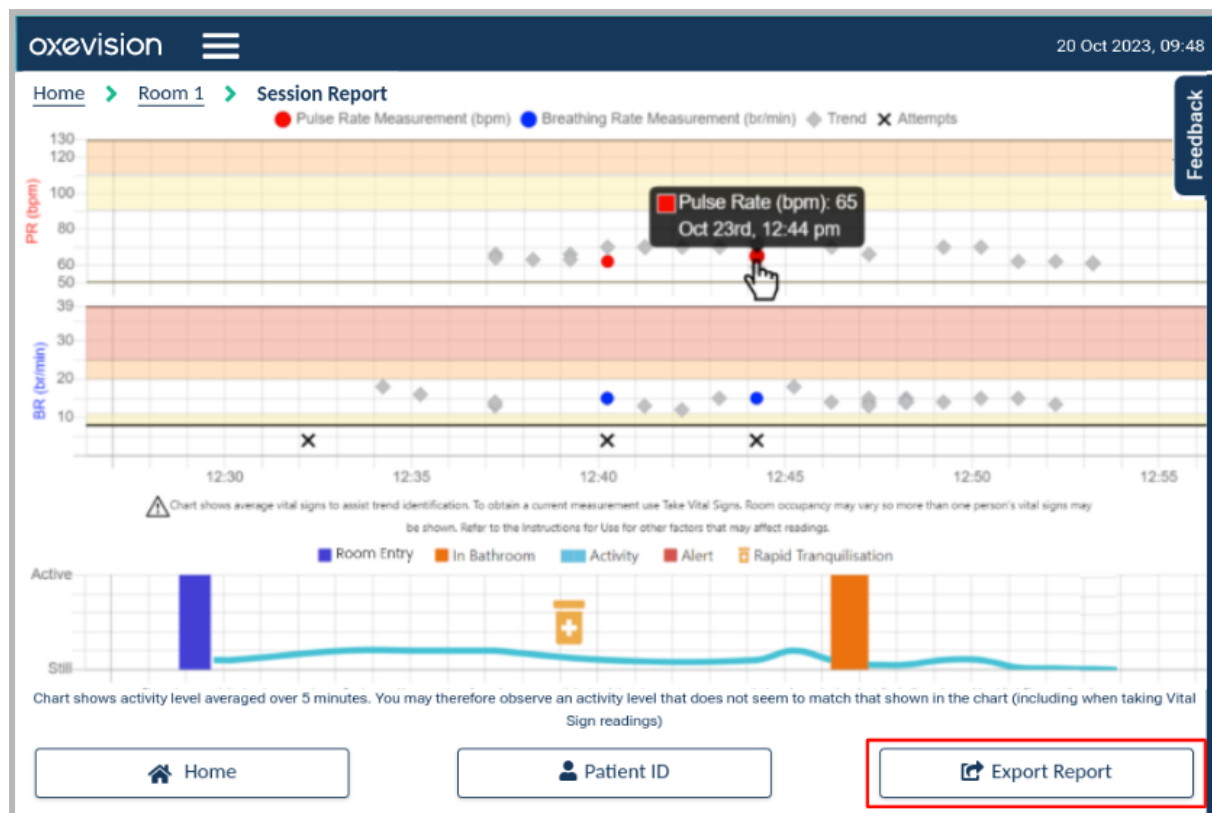 oxevision
20 Oct 2023, 09:48
Home Room 1 Session Report
Feedback
Pulse Rate Measurement (bpm) Breathing Rate Measurement (br/min) Trend Attempts
PR (bpm)
130
120
100
80
60
50
Pulse Rate (bpm): 65
Oct 23rd, 12:44 pm
BR (br/min)
39
30
20
10
12:30 12:35 12:40 12:45 12:50 12:55
Chart shows average vital signs to assist trend identification. To obtain a current measurement use Take Vital Signs. Room occupancy may vary so more than one person's vital signs may
be shown. Refer to the Instructions for Use for other factors that may affect readings.
Room Entry In Bathroom Activity Alert Rapid Tranquilisation
Active
Still
Chart shows activity level averaged over 5 minutes. You may therefore observe an activity level that does not seem to match that shown in the chart (including when taking Vital
Sign readings)
Home Patient ID Export Report